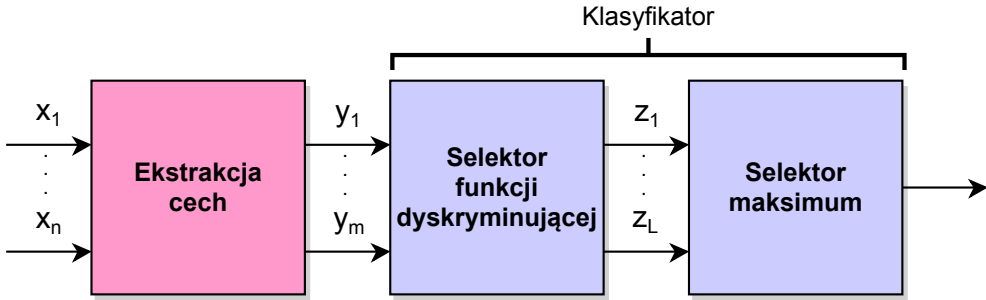 Klasyfikator
x1
xn
Ekstrakcja
cech
y1
ym
Selektor
funkcji
dyskryminującej
z1
zL
Selektor
maksimum